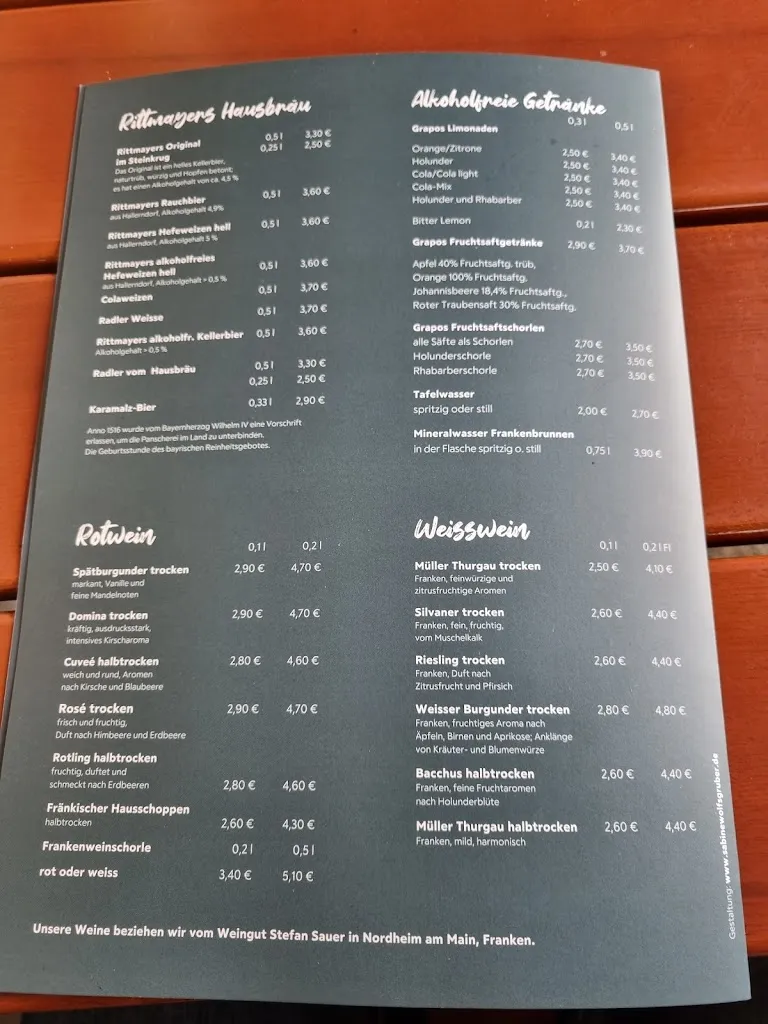 Rittmayers Hausbräu
Rittmayers Original 0,5 l 3,30 €
im Steinkrug 0,25 l 2,50 €
Das Original ist ein helles Kellerbier,
naturtrüb, würzig und Hopfen betont;
es hat einen Alkoholgehalt von ca. 4,5 %
Rittmayers Rauchbier 0,5 l 3,60 €
aus Hallerndorf, Alkoholgehalt 4,9%
Rittmayers Hefeweizen hell 0,5 l 3,60 €
aus Hallerndorf, Alkoholgehalt 5 %
Rittmayers alkoholfreies
Hefeweizen hell 0,5 l 3,60 €
aus Hallerndorf, Alkoholgehalt > 0,5 %
Colaweizen 0,5 l 3,70 €
Radler Weisse 0,5 l 3,70 €
Rittmayers alkoholfr. Kellerbier 0,5 l 3,60 €
Alkoholgehalt > 0,5 %
Radler vom Hausbräu 0,5 l 3,30 €
0,25 l 2,50 €
Karamalz-Bier 0,33 l 2,90 €
Anno 1516 wurde vom Bayernherzog Wilhelm IV eine Vorschrift
erlassen, um die Panscherei im Land zu unterbinden.
Die Geburtsstunde des bayrischen Reinheitsgebotes.
Alkoholfreie Getränke
0,3 l 0,5 l
Grapos Limonaden
Orange/Zitrone 2,50 € 3,40 €
Holunder 2,50 € 3,40 €
Cola/Cola light 2,50 € 3,40 €
Cola-Mix 2,50 € 3,40 €
Holunder und Rhabarber 2,50 € 3,40 €
Bitter Lemon 0,2 l 2,30 €
Grapos Fruchtsaftgetränke 2,90 € 3,70 €
Apfel 40% Fruchtsaftg. trüb,
Orange 100% Fruchtsaftg.
Johannisbeere 18,4% Fruchtsaftg.,
Roter Traubensaft 30% Fruchtsaftg.
Grapos Fruchtsaftschorlen
alle Säfte als Schorlen 2,70 € 3,50 €
Holunderschorle 2,70 € 3,50 €
Rhabarberschorle 2,70 € 3,50 €
Tafelwasser
spritzig oder still 2,00 € 2,70 €
Mineralwasser Frankenbrunnen
in der Flasche spritzig o. still 0,75 l 3,90 €
Rotwein
0,1 l 0,2 l
Spätburgunder trocken 2,90 € 4,70 €
markant, Vanille und
feine Mandelnoten
Domina trocken 2,90 € 4,70 €
kräftig, ausdrucksstark,
intensives Kirscharoma
Cuveé halbtrocken 2,80 € 4,60 €
weich und rund, Aromen
nach Kirsche und Blaubeere
Rosé trocken 2,90 € 4,70 €
frisch und fruchtig,
Duft nach Himbeere und Erdbeere
Rotling halbtrocken
fruchtig, duftet und
schmeckt nach Erdbeeren 2,80 € 4,60 €
Fränkischer Hausschoppen
halbtrocken 2,60 € 4,30 €
Frankenweinschorle 0,2 l 0,5 l
rot oder weiss 3,40 € 5,10 €
Weisswein
0,1 l 0,2 l Fl
Müller Thurgau trocken 2,50 € 4,10 €
Franken, feinwürzige und
zitrusfruchtige Aromen
Silvaner trocken 2,60 € 4,40 €
Franken, fein, fruchtig,
vom Muschelkalk
Riesling trocken 2,60 € 4,40 €
Franken, Duft nach
Zitrusfrucht und Pfirsich
Weisser Burgunder trocken 2,80 € 4,80 €
Franken, fruchtiges Aroma nach
Äpfeln, Birnen und Aprikose; Anklänge
von Kräuter- und Blumenwürze
Bacchus halbtrocken 2,60 € 4,40 €
Franken, feine Fruchtaromen
nach Holunderblüte
Müller Thurgau halbtrocken 2,60 € 4,40 €
Franken, mild, harmonisch
Unsere Weine beziehen wir vom Weingut Stefan Sauer in Nordheim am Main, Franken.
Gestaltung: www.sabinewolfsgruber.de